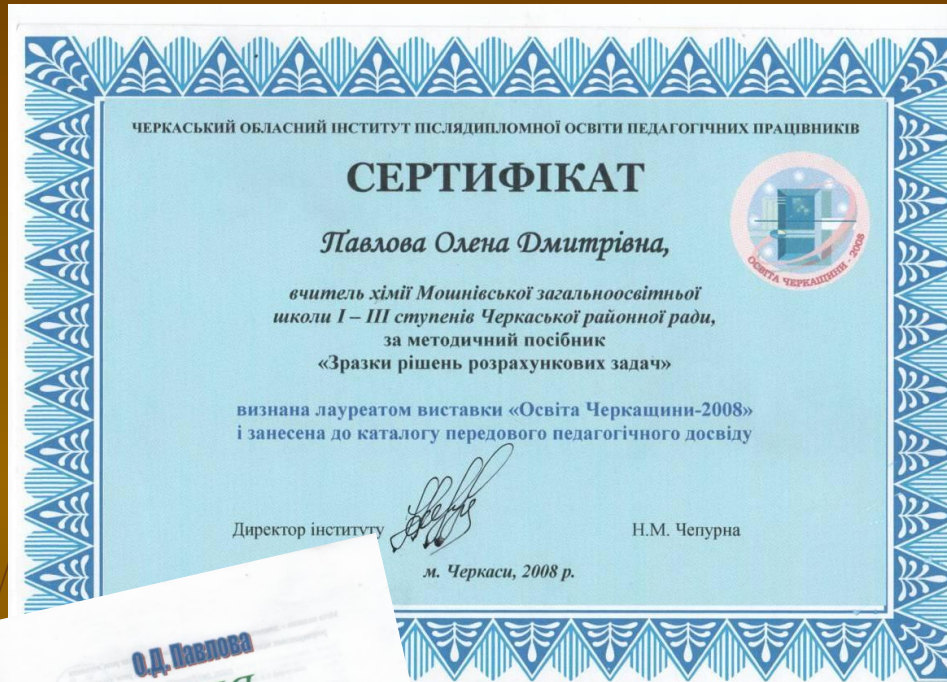 ЧЕРКАСЬКИЙ ОБЛАСНИЙ ІНСТИТУТ ПІСЛЯДИПЛОМНОЇ ОСВІТИ ПЕДАГОГІЧНИХ ПРАЦІВНИКІВ
СЕРТИФІКАТ
ОСВІТА ЧЕРКАЩИНИ - 2008
Павлова Олена Дмитрівна,
вчитель хімії Мошнівської загальноосвітньої
школи І – ІІІ ступенів Черкаської районної ради,
за методичний посібник
«Зразки рішень розрахункових задач»
визнана лауреатом виставки «Освіта Черкащини-2008»
і занесена до каталогу передового педагогічного досвіду
Директор інституту
Н.М. Чепурна
м. Черкаси, 2008 р.
О.Д. Павлова